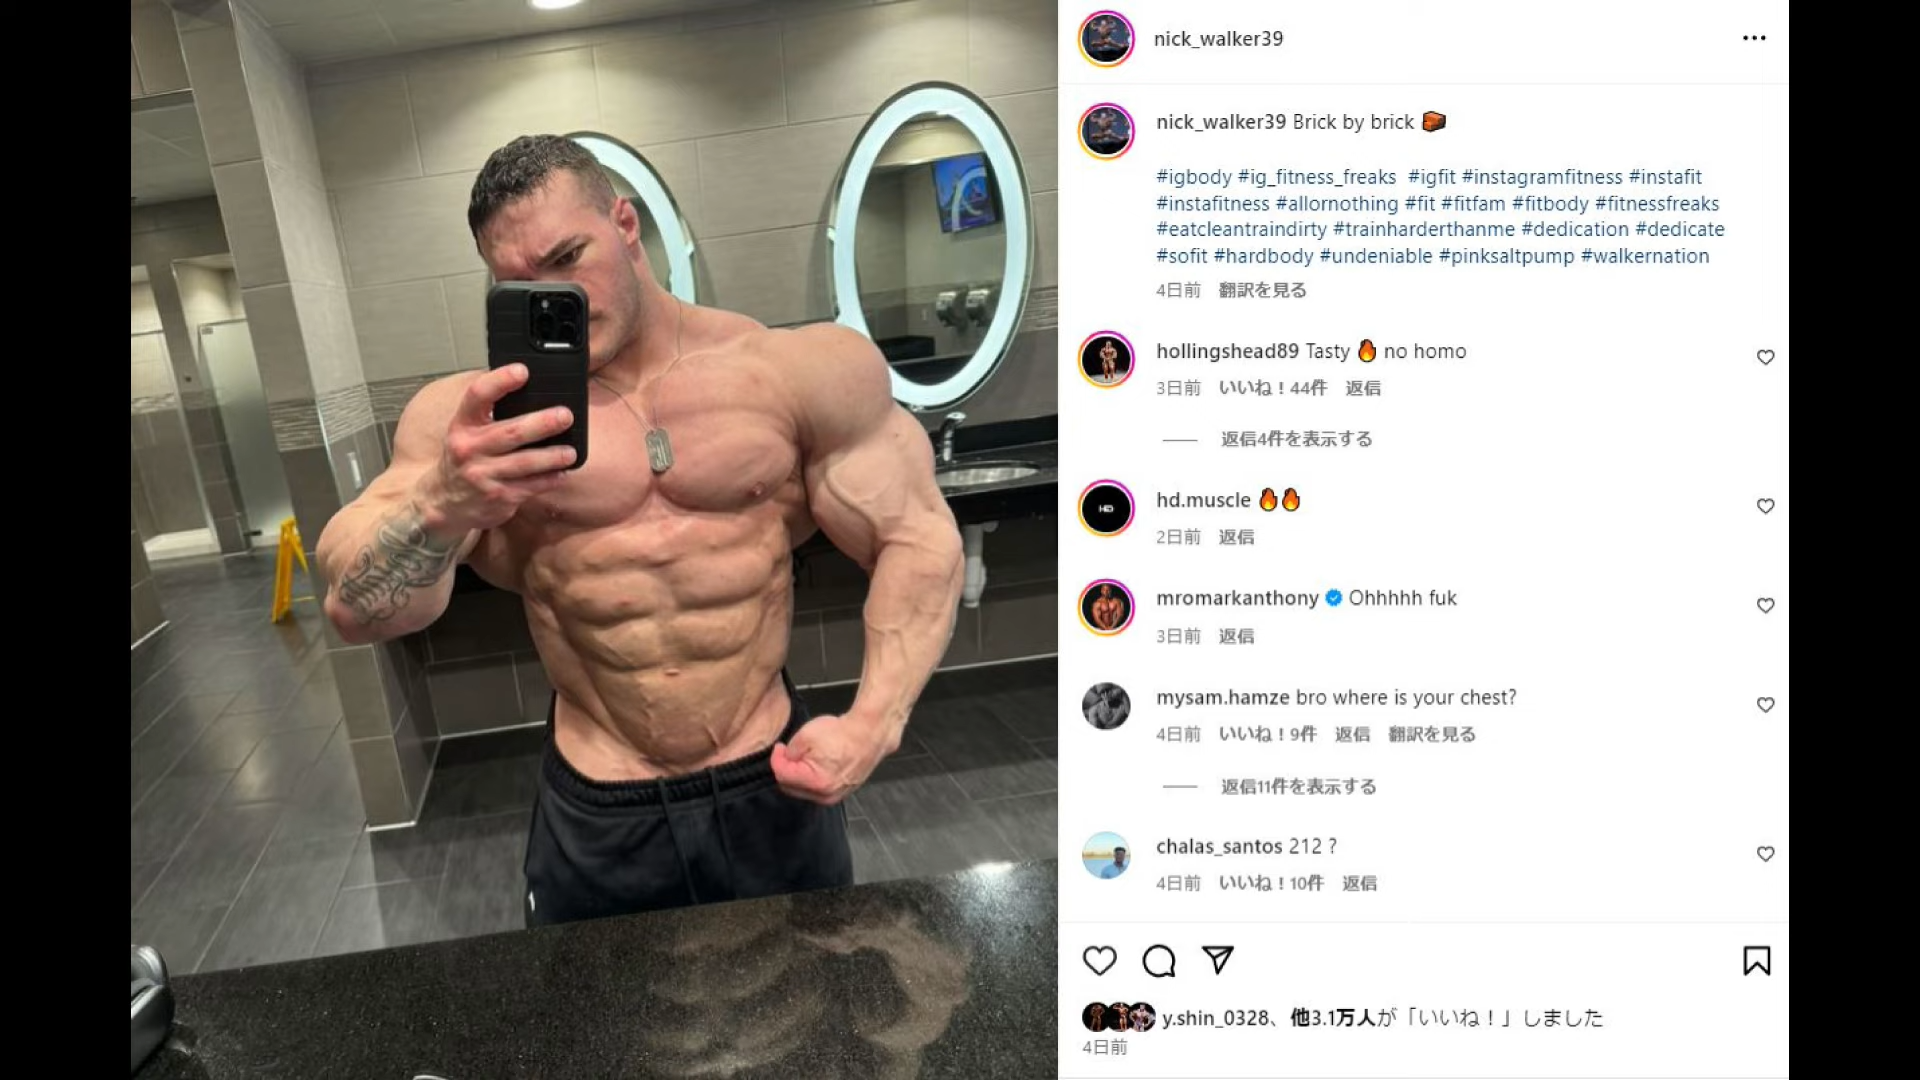 nick_walker39
nick_walker39 Brick by brick
#igbody #ig_fitness_freaks #igfit #instagramfitness #instafit
#instafitness #allornothing #fit #fitfam #fitbody #fitnessfreaks
#eatcleantraindirty #trainharderthanme #dedication #dedicate
#sofit #hardbody #undeniable #pinksaltpump #walkernation
4日前 翻訳を見る
hollingshead89 Tasty 🔥 no homo
3日前 いいね！44件 返信
返信4件を表示する
HD
hd.muscle 🔥🔥
2日前 返信
mromarkanthony Ohhhhh fuk
3日前 返信
mysam.hamze bro where is your chest?
4日前 いいね！9件 返信 翻訳を見る
返信11件を表示する
chalas_santos 212 ?
4日前 いいね！10件 返信
y.shin_0328、他3.1万人が「いいね！」しました
4日前